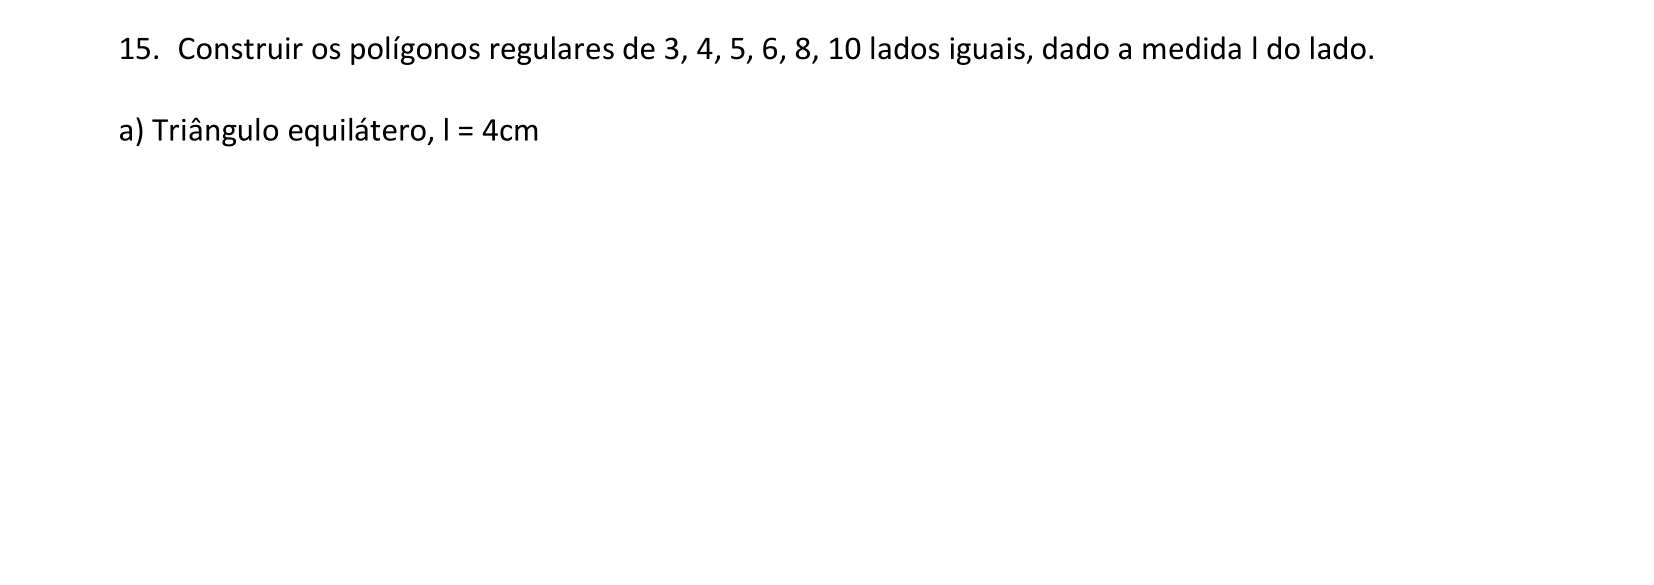 15. Construir os polígonos regulares de 3, 4, 5, 6, 8, 10 lados iguais, dado a medida l do lado.
a) Triângulo equilátero, l = 4cm